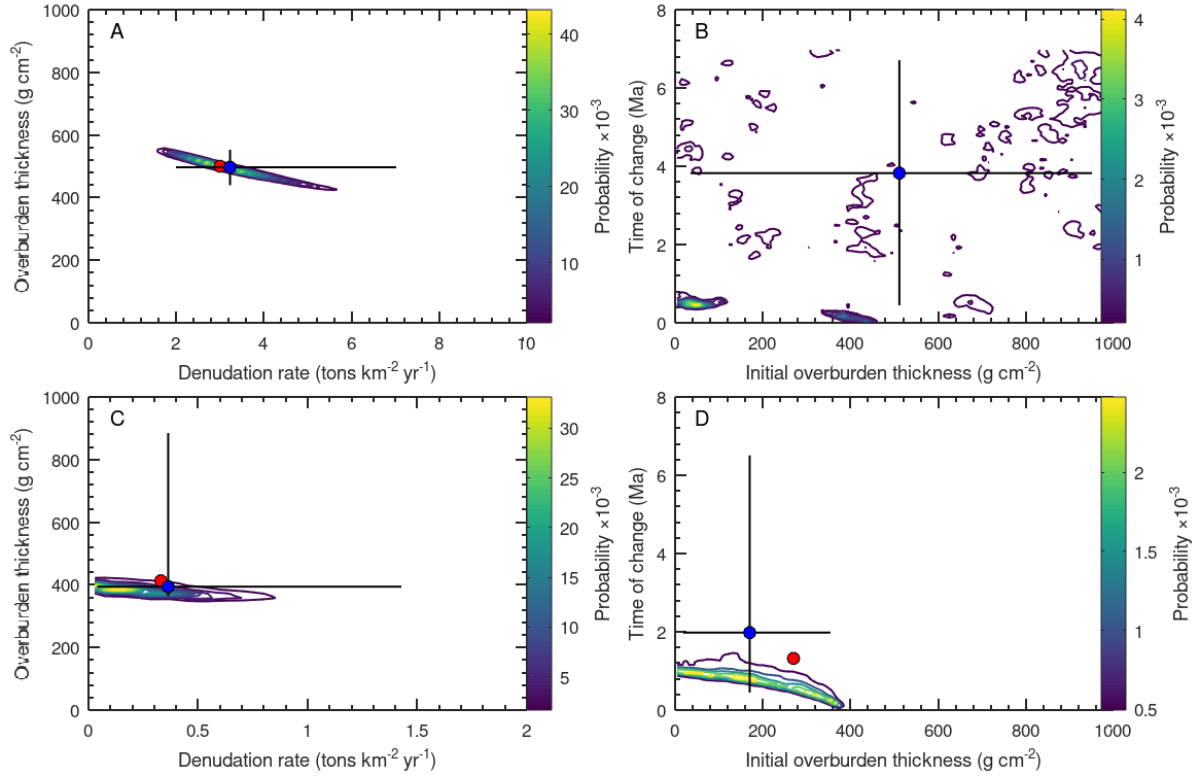 A
Overburden thickness (g cm-2)
1000
800
600
400
200
0
0 2 4 6 8 10
Denudation rate (tons km-2 yr-1)
40
30
20
10
Probability ×10-3
B
Time of change (Ma)
8
6
4
2
0
0 200 400 600 800 1000
Initial overburden thickness (g cm-2)
4
3
2
1
Probability ×10-3
C
Overburden thickness (g cm-2)
1000
800
600
400
200
0
0 0.5 1 1.5 2
Denudation rate (tons km-2 yr-1)
30
25
20
15
10
5
Probability ×10-3
D
Time of change (Ma)
8
6
4
2
0
0 200 400 600 800 1000
Initial overburden thickness (g cm-2)
2
1.5
1
0.5
Probability ×10-3